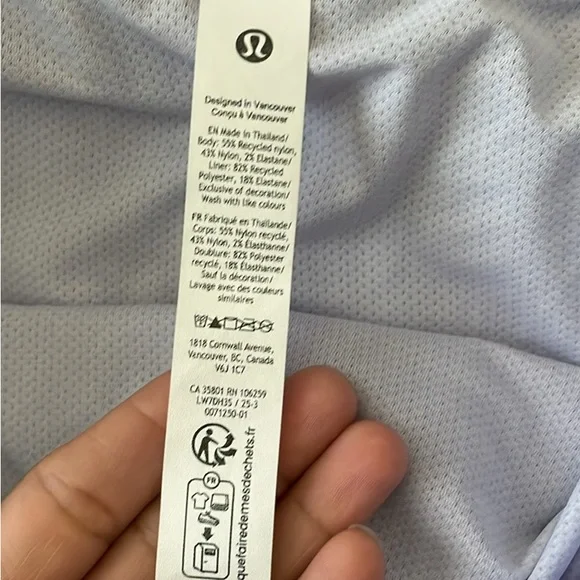 Designed in Vancouver
Conçu à Vancouver
EN Made in Thailand/
Body: 55% Recycled nylon,
43% Nylon, 2% Elastane/
Liner: 82% Recycled
Polyester, 18% Elastane/
Exclusive of decoration/
Wash with like colours
FR Fabriqué en Thaïlande/
Corps: 55% Nylon recyclé,
43% Nylon, 2% Élasthanne/
Doublure: 82% Polyester
recyclé, 18% Élasthanne/
Sauf la décoration/
Lavage avec des couleurs
similaires
1818 Cornwall Avenue,
Vancouver, BC, Canada
V6J 1C7
CA 35801 RN 106259
LW7DH3S / 25-3
0071250-01
FR
quefairedemesdechets.fr